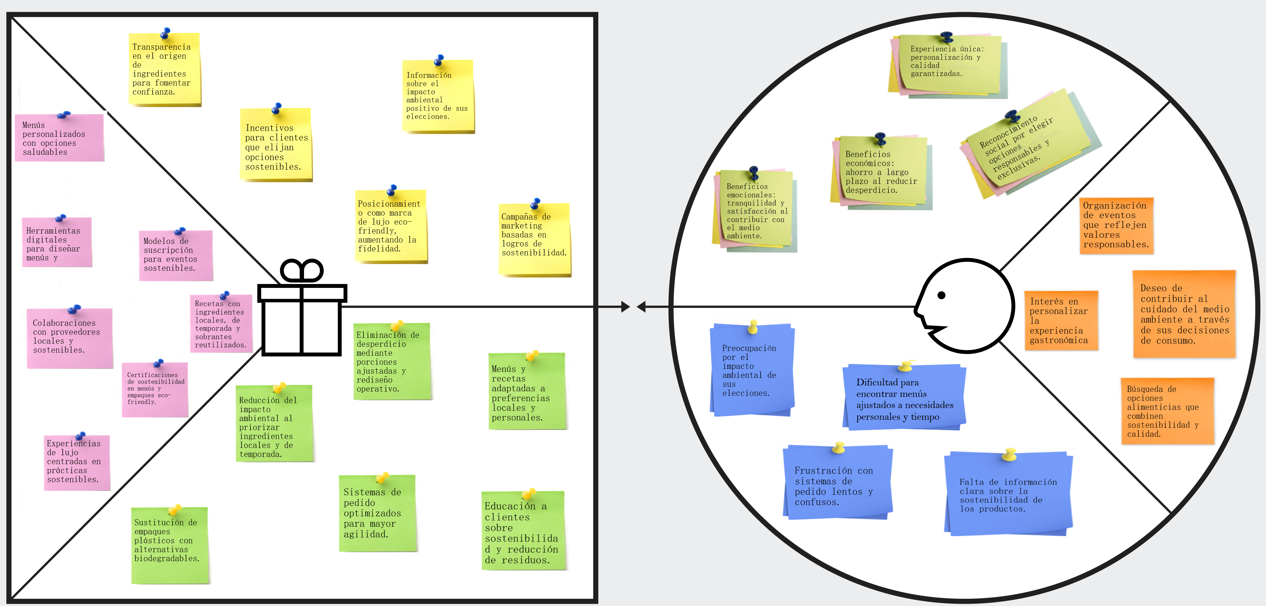 Transparencia
en el origen
de
ingredientes
para fomentar
confianza.
Información
sobre el
impacto
ambiental
positivo de sus
elecciones.
Incentivos
para clientes
que elijan
opciones
sostenibles.
Posicionamient
o como marca
de lujo eco-
friendly,
aumentando la
fidelidad.
Campañas de
marketing
basadas en
logros de
sostenibilidad.
Menús
personalizados
con opciones
saludables
Herramientas
digitales
para diseñar
menús y
Modelos de
suscripción
para eventos
sostenibles.
Recetas con
ingredientes
locales, de
temporada y
sobrantes
reutilizados.
Colaboraciones
con proveedores
locales y
sostenibles.
Certificaciones
de sostenibilidad
en menús y
empaques eco-
friendly.
Experiencias
de lujo
centradas en
prácticas
sostenibles.
Eliminación de
desperdicio
mediante
porciones
ajustadas y
rediseño
operativo.
Menús y
recetas
adaptadas a
preferencias
locales y
personales.
Reducción del
impacto
ambiental al
priorizar
ingredientes
locales y de
temporada.
Sistemas de
pedido
optimizados
para mayor
agilidad.
Educación a
clientes
sobre
sostenibilida
d y reducción
de residuos.
Sustitución de
empaques
plásticos con
alternativas
biodegradables.
Experiencia única:
personalización y
calidad
garantizadas.
Reconocimiento
social por elegir
opciones
responsables y
exclusivas.
Beneficios
económicos:
ahorro a largo
plazo al reducir
desperdicio.
Beneficios
emocionales:
tranquilidad y
satisfacción al
contribuir con
el medio
ambiente.
Organización
de eventos
que reflejen
valores
responsables.
Interés en
personalizar
la
experiencia
gastronómica
Deseo de
contribuir al
cuidado del medio
ambiente a través
de sus decisiones
de consumo.
Búsqueda de
opciones
alimenticias que
combinen
sostenibilidad y
calidad.
Preocupación
por el
impacto
ambiental de
sus
elecciones.
Dificultad para
encontrar menús
ajustados a necesidades
personales y tiempo
Frustración con
sistemas de
pedido lentos y
confusos.
Falta de información
clara sobre la
sostenibilidad de
los productos.